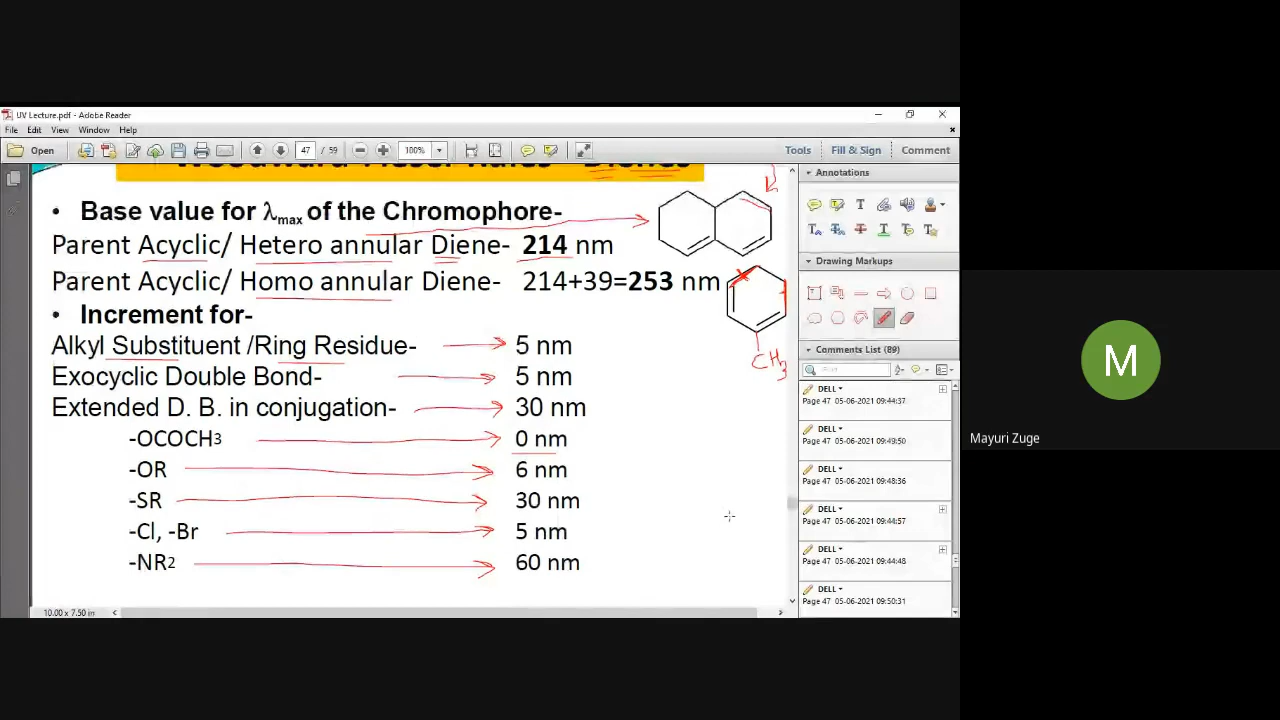 UV Lecture.pdf - Adobe Reader
File Edit View Window Help
Open 47 / 59 100% Tools Fill & Sign Comment
Woodward-Fieser Rules - Dienes
• Base value for λmax of the Chromophore-
Parent Acyclic/ Hetero annular Diene- 214 nm
Parent Acyclic/ Homo annular Diene- 214+39=253 nm
• Increment for-
Alkyl Substituent /Ring Residue- 5 nm
CH3
Exocyclic Double Bond- 5 nm
Extended D. B. in conjugation- 30 nm
-OCOCH3 0 nm
-OR 6 nm
-SR 30 nm
-Cl, -Br 5 nm
-NR2 60 nm
10.00 x 7.50 in
Annotations
Drawing Markups
Comments List (89)
DELL
Page 47 05-06-2021 09:44:37
DELL
Page 47 05-06-2021 09:49:50
DELL
Page 47 05-06-2021 09:48:36
DELL
Page 47 05-06-2021 09:44:57
DELL
Page 47 05-06-2021 09:44:48
DELL
Page 47 05-06-2021 09:50:31
M
Mayuri Zuge